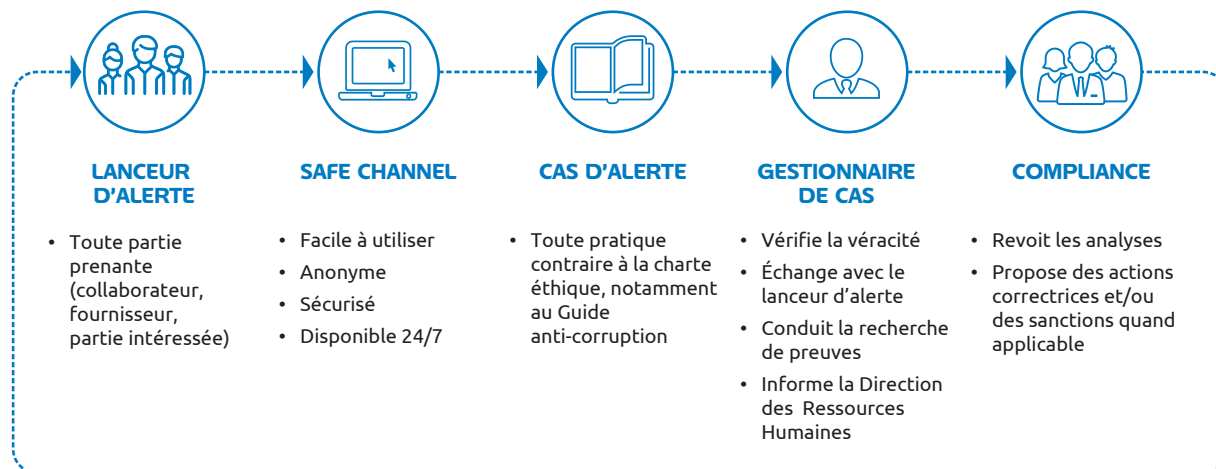 LANCEUR
D'ALERTE
• Toute partie
prenante
(collaborateur,
fournisseur,
partie intéressée)
SAFE CHANNEL
• Facile à utiliser
• Anonyme
• Sécurisé
• Disponible 24/7
CAS D'ALERTE
• Toute pratique
contraire à la charte
éthique, notamment
au Guide
anti-corruption
GESTIONNAIRE
DE CAS
• Vérifie la véracité
• Échange avec le
lanceur d'alerte
• Conduit la recherche
de preuves
• Informe la Direction
des Ressources
Humaines
COMPLIANCE
• Revoit les analyses
• Propose des actions
correctrices et/ou
des sanctions quand
applicable